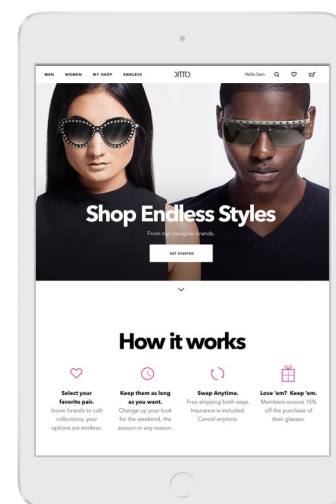 MEN WOMEN MY SHOP ENDLESS DITTO Hello Sam
Shop Endless Styles
From top designer brands.
GET STARTED
How it works
Select your
favorite pair.
Iconic brands to cult
collections, your
options are endless.
Keep them as long
as you want.
Change up your look
for the weekend, the
season or any reason.
Swap Anytime.
Free shipping both ways.
Insurance is included.
Cancel anytime.
Love 'em? Keep 'em.
Members receive 15%
off the purchase of
their glasses.